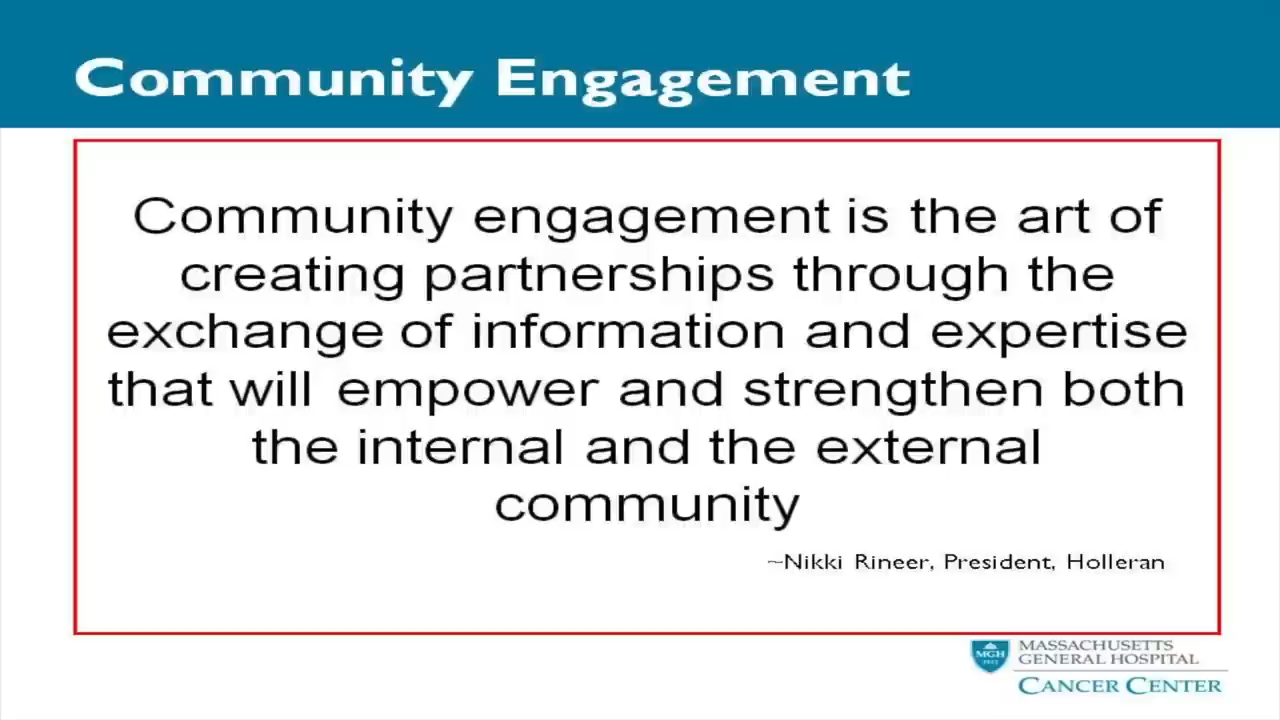 Community Engagement
Community engagement is the art of
creating partnerships through the
exchange of information and expertise
that will empower and strengthen both
the internal and the external
community
~Nikki Rineer, President, Holleran
MGH
1811
MASSACHUSETTS
GENERAL HOSPITAL
CANCER CENTER